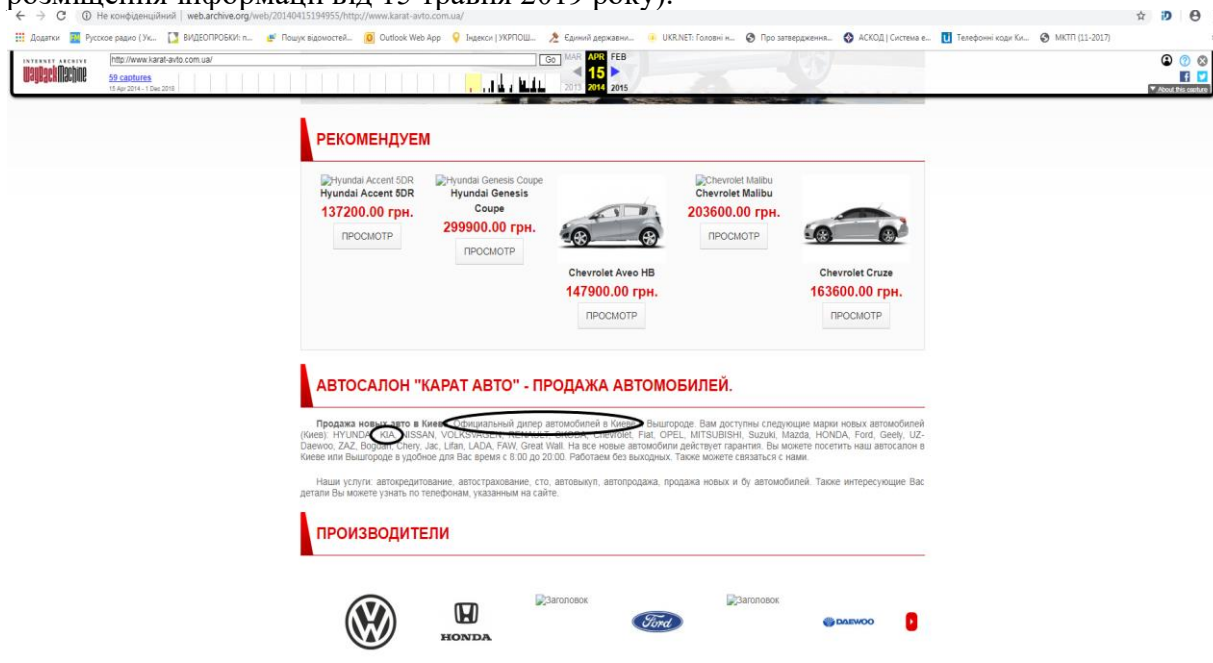 розміщення інформації від 15 травня 2019 року).
Не конфіденційний | web.archive.org/web/20140415194955/http://www.karat-avto.com.ua/
Додатки Русское радио ( Ук... ВИДЕОПРОБКИ: п... Пошук відомостей... Outlook Web App Індекси | УКРПОШ... Єдиний державни... UKR.NET: Головні н... Про затвердження... АСКОД | Система е... Телефонні коди Ки... МКТП (11-2017)
INTERNET ARCHIVE
WayBackMachine
http://www.karat-avto.com.ua/ Go
59 captures
15 Apr 2014 - 1 Dec 2018
MAR APR FEB
15
2013 2014 2015
About this capture
РЕКОМЕНДУЕМ
Hyundai Accent 5DR
Hyundai Accent 5DR
137200.00 грн.
ПРОСМОТР
Hyundai Genesis Coupe
Hyundai Genesis
Coupe
299900.00 грн.
ПРОСМОТР
Chevrolet Aveo HB
147900.00 грн.
ПРОСМОТР
Chevrolet Malibu
Chevrolet Malibu
203600.00 грн.
ПРОСМОТР
Chevrolet Cruze
163600.00 грн.
ПРОСМОТР
АВТОСАЛОН "КАРАТ АВТО" - ПРОДАЖА АВТОМОБИЛЕЙ.
Продажа новых авто в Киеве. Официальный дилер автомобилей в Киеве и Вышгороде. Вам доступны следующие марки новых автомобилей
(Киев): HYUNDAI, KIA, NISSAN, VOLKSVAGEN, RENAULT, SKODA, Chevrolet, Fiat, OPEL, MITSUBISHI, Suzuki, Mazda, HONDA, Ford, Geely, UZ-
Daewoo, ZAZ, Bogdan, Chery, Jac, Lifan, LADA, FAW, Great Wall. На все новые автомобили действует гарантия. Вы можете посетить наш автосалон в
Киеве или Вышгороде в удобное для Вас время с 8:00 до 20:00. Работаем без выходных. Также можете связаться с нами.
Наши услуги: автокредитование, автострахование, сто, автовыкуп, автопродажа, продажа новых и бу автомобилей. Также интересующие Вас
детали Вы можете узнать по телефонам, указанным на сайте.
ПРОИЗВОДИТЕЛИ
HONDA
Заголовок
Ford
Заголовок
DAEWOO